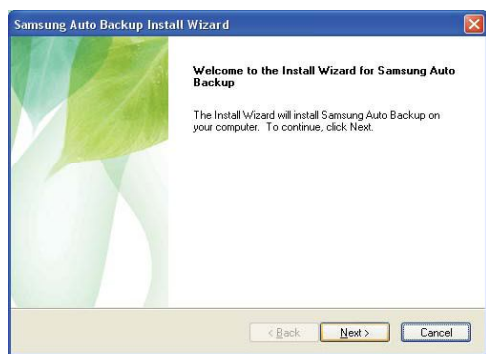 Samsung Auto Backup Install Wizard
Welcome to the Install Wizard for Samsung Auto
Backup
The Install Wizard will install Samsung Auto Backup on
your computer. To continue, click Next.
< Back Next > Cancel